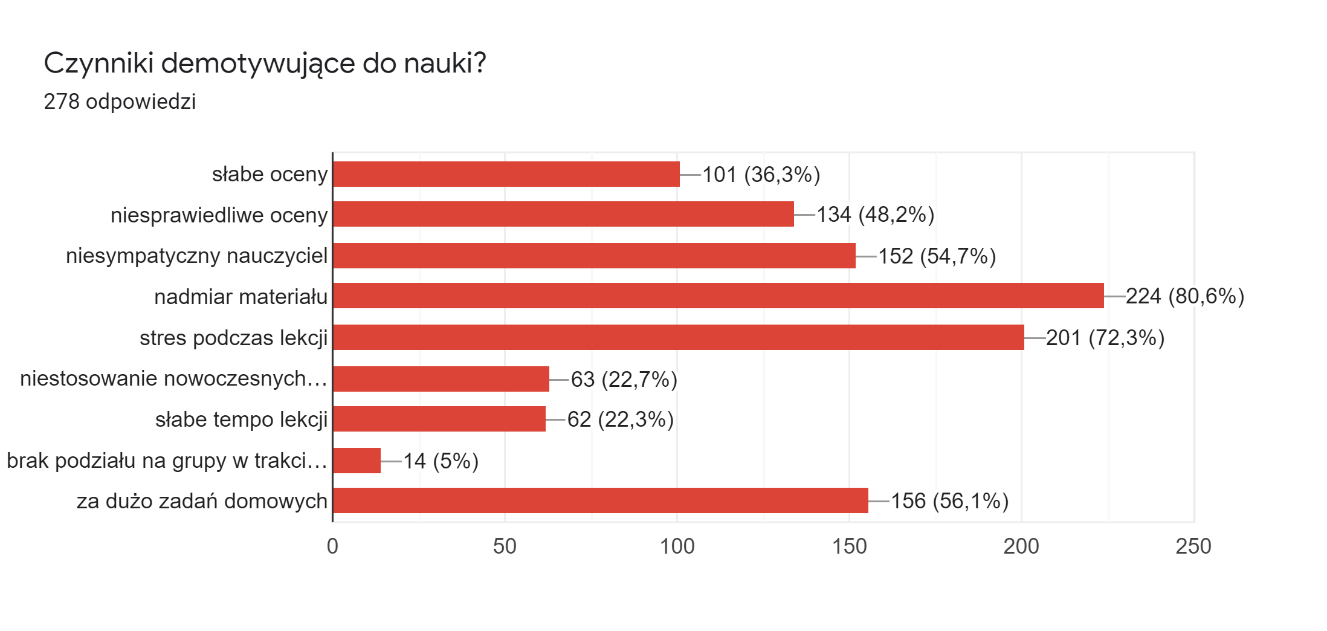 Czynniki demotywujące do nauki?
278 odpowiedzi
słabe oceny 101 (36,3%)
niesprawiedliwe oceny 134 (48,2%)
niesympatyczny nauczyciel 152 (54,7%)
nadmiar materiału 224 (80,6%)
stres podczas lekcji 201 (72,3%)
niestosowanie nowoczesnych… 63 (22,7%)
słabe tempo lekcji 62 (22,3%)
brak podziału na grupy w trakci… 14 (5%)
za dużo zadań domowych 156 (56,1%)
0 50 100 150 200 250